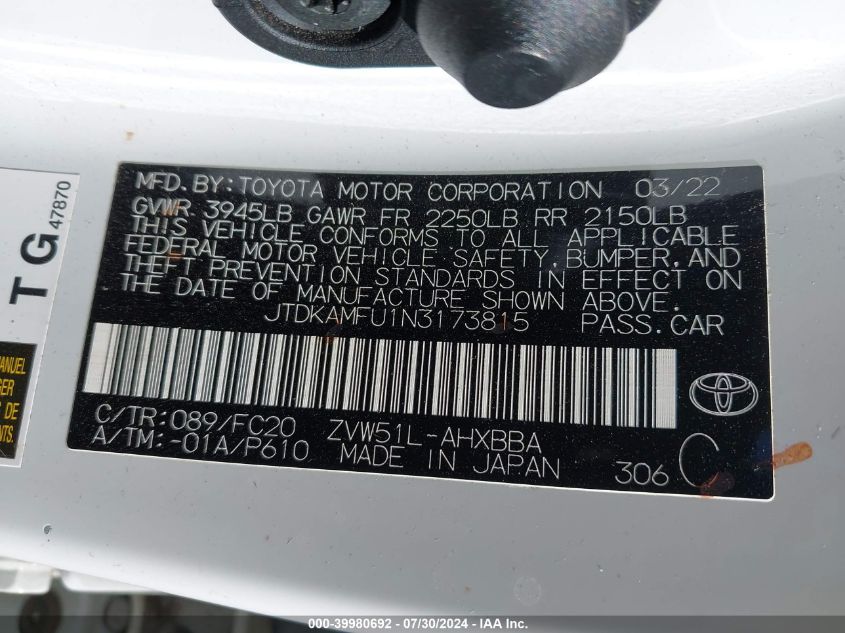 MFD. BY: TOYOTA MOTOR CORPORATION 03/22
GVWR 3945LB GAWR FR 2250LB RR 2150LB
THIS VEHICLE CONFORMS TO ALL APPLICABLE
FEDERAL MOTOR VEHICLE SAFETY, BUMPER, AND
THEFT PREVENTION STANDARDS IN EFFECT ON
THE DATE OF MANUFACTURE SHOWN ABOVE.
JTDKAMFU1N3173815 PASS. CAR
C/TR: 089/FC20 ZVW51L-AHXBBA
A/TM: -01A/P610 MADE IN JAPAN 306 C
TG
47870
MANUEL
DE
000-39980692 - 07/30/2024 - IAA Inc.